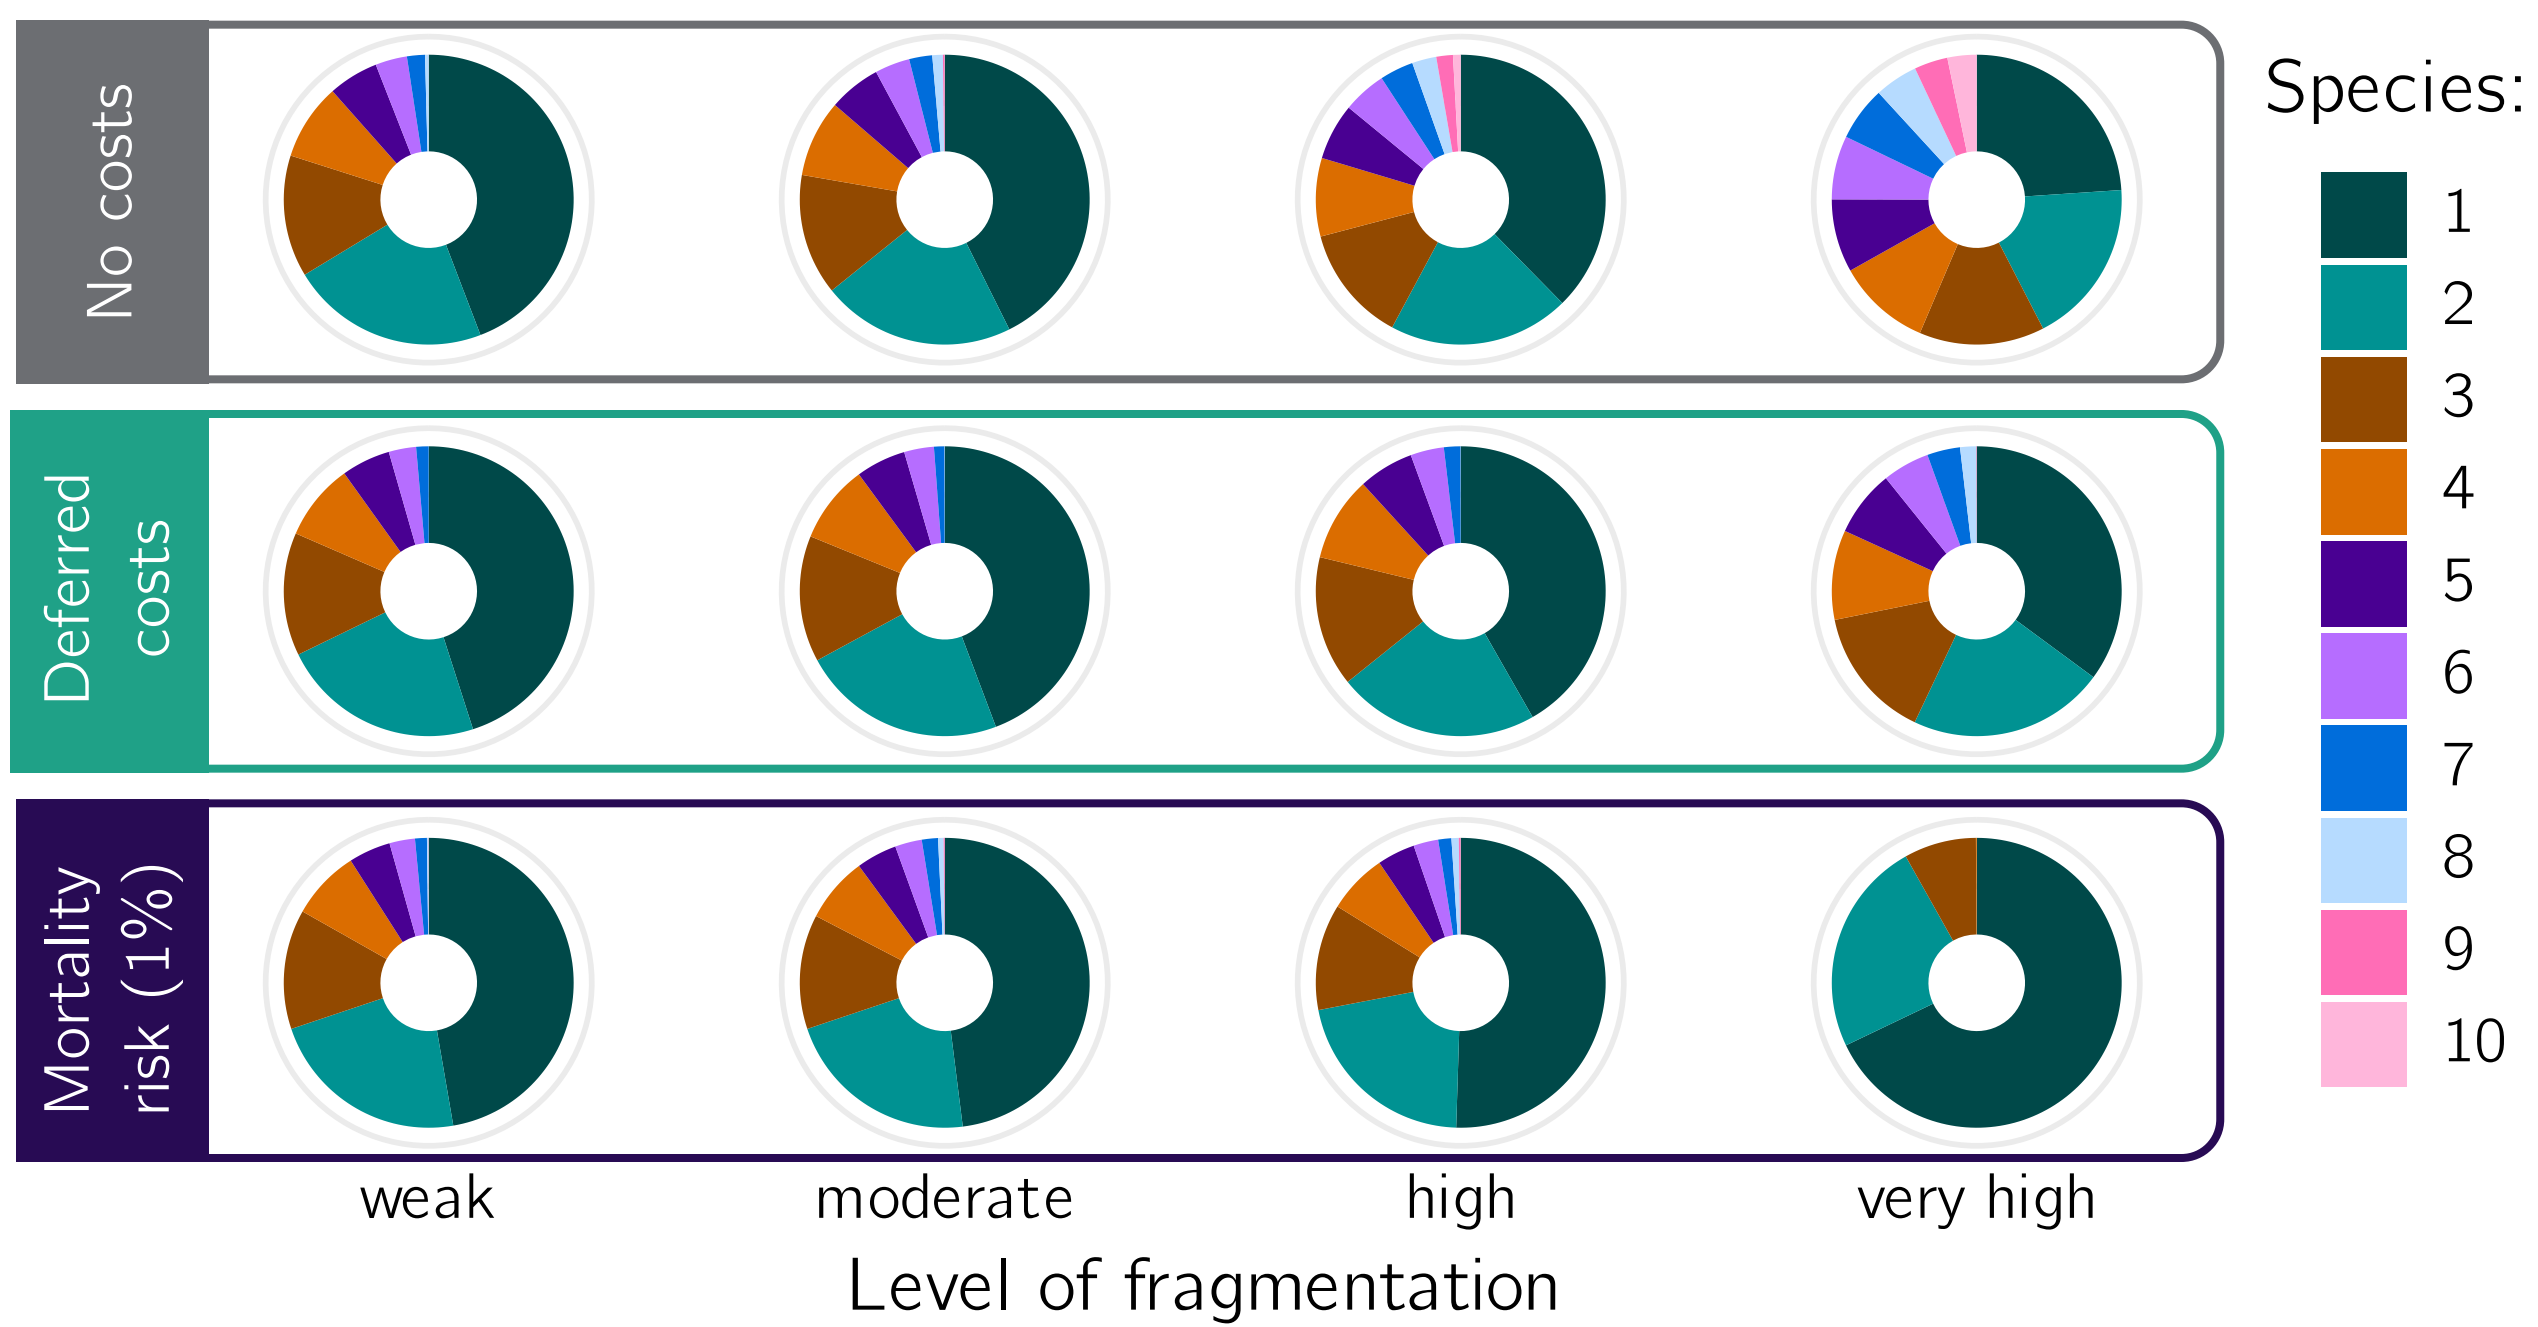 No costs
Deferred
costs
Mortality
risk (1%)
weak
moderate
high
very high
Level of fragmentation
Species:
1
2
3
4
5
6
7
8
9
10